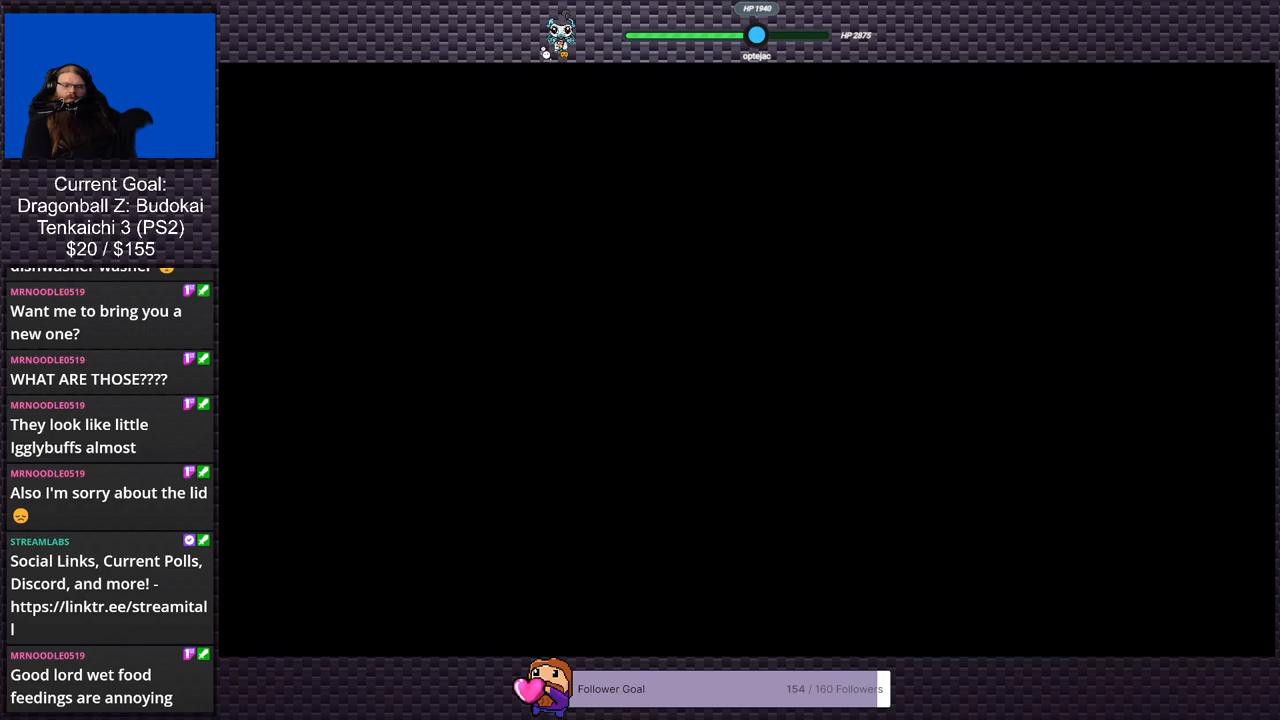 HP 1940
HP 2875
optejac
Current Goal:
Dragonball Z: Budokai
Tenkaichi 3 (PS2)
$20 / $155
dishwasher washer 😔
MRNOODLE0519
Want me to bring you a
new one?
MRNOODLE0519
WHAT ARE THOSE????
MRNOODLE0519
They look like little
Igglybuffs almost
MRNOODLE0519
Also I'm sorry about the lid
😞
STREAMLABS
Social Links, Current Polls,
Discord, and more! -
https://linktr.ee/streamital
l
MRNOODLE0519
Good lord wet food
feedings are annoying
Follower Goal
154 / 160 Followers